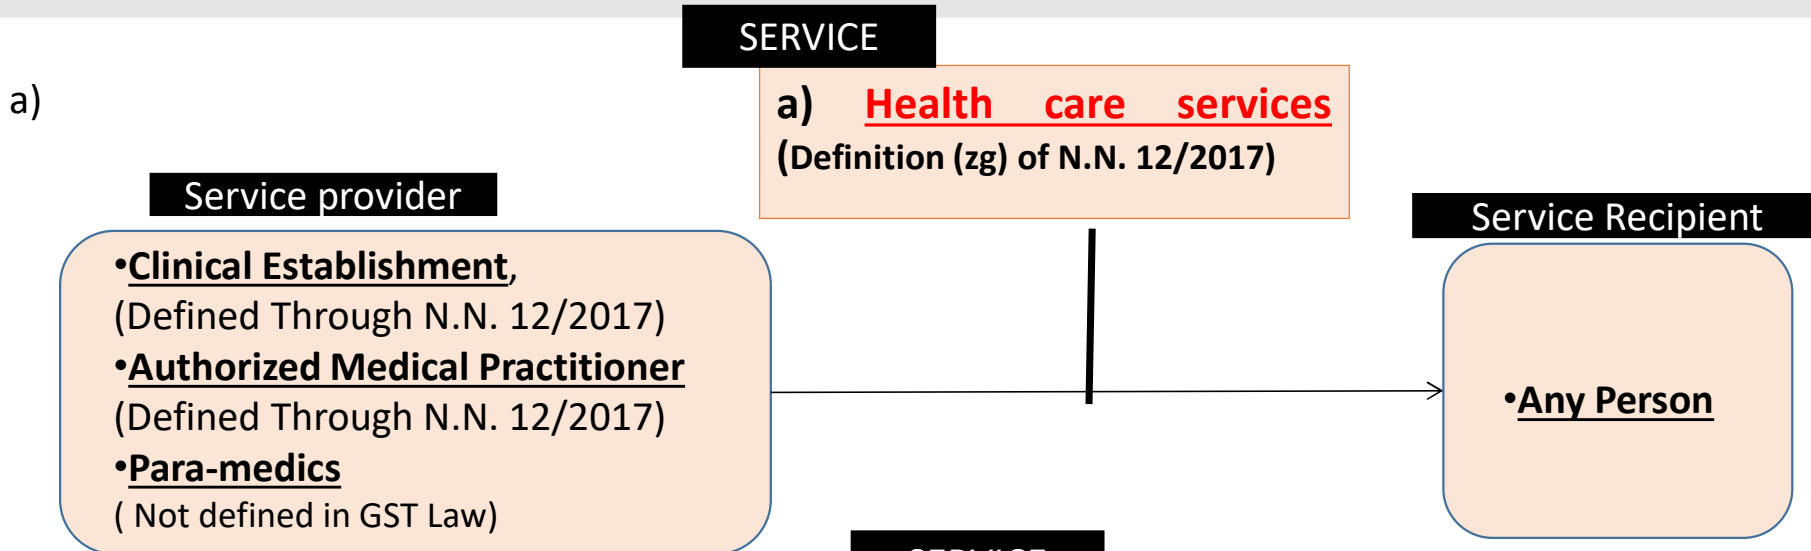 SERVICE
a)
a) Health care services
(Definition (zg) of N.N. 12/2017)
Service provider
•Clinical Establishment,
(Defined Through N.N. 12/2017)
•Authorized Medical Practitioner
(Defined Through N.N. 12/2017)
•Para-medics
( Not defined in GST Law)
Service Recipient
•Any Person
SERVICE